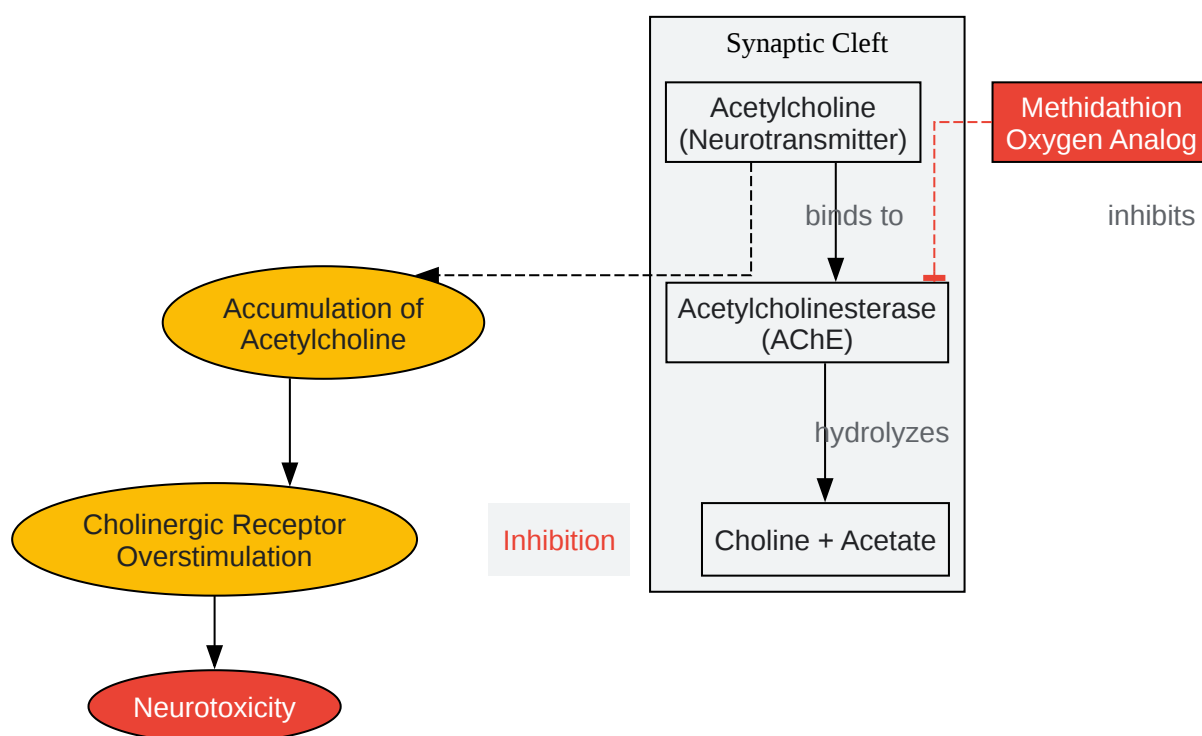 Synaptic Cleft
Acetylcholine
(Neurotransmitter)
Methidathion
Oxygen Analog
binds to
inhibits
Accumulation of
Acetylcholine
Acetylcholinesterase
(AChE)
hydrolyzes
Cholinergic Receptor
Overstimulation
Inhibition
Choline + Acetate
Neurotoxicity